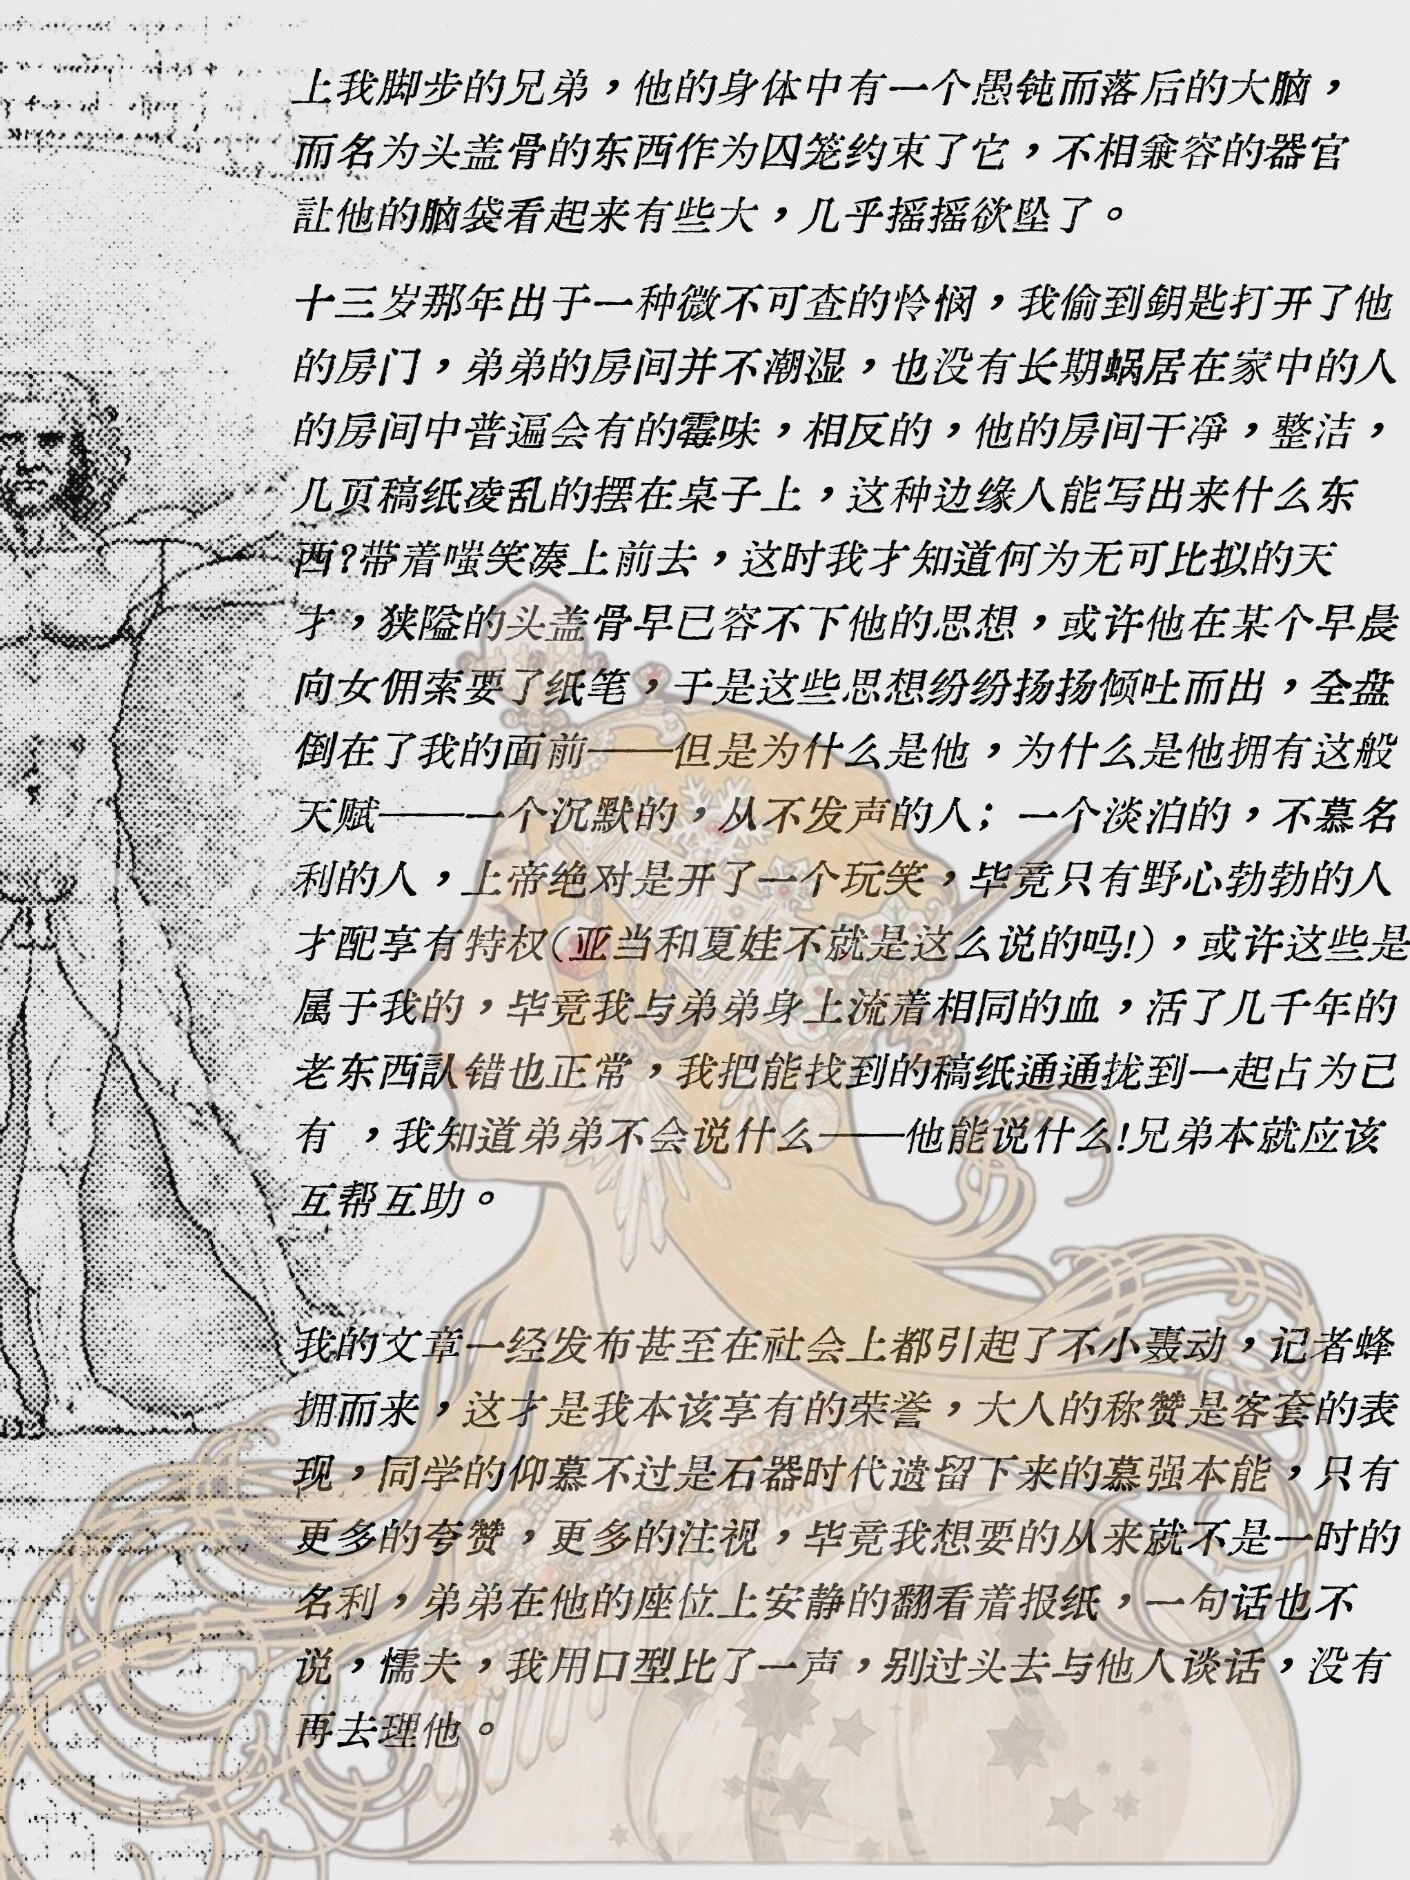 上我脚步的兄弟，他的身体中有一个愚钝而落后的大脑，
而名为头盖骨的东西作为囚笼约束了它，不相兼容的器官
让他的脑袋看起来有些大，几乎摇摇欲坠了。
十三岁那年出于一种微不可查的怜悯，我偷到钥匙打开了他
的房门，弟弟的房间并不潮湿，也没有长期蜗居在家中的人
的房间中普遍会有的霉味，相反的，他的房间干净，整洁，
几页稿纸凌乱的摆在桌子上，这种边缘人能写出来什么东
西?带着嗤笑凑上前去，这时我才知道何为无可比拟的天
才，狭隘的头盖骨早已容不下他的思想，或许他在某个早晨
向女佣索要了纸笔，于是这些思想纷纷扬扬倾吐而出，全盘
倒在了我的面前——但是为什么是他，为什么是他拥有这般
天赋——一个沉默的，从不发声的人；一个淡泊的，不慕名
利的人，上帝绝对是开了一个玩笑，毕竟只有野心勃勃的人
才配享有特权(亚当和夏娃不就是这么说的吗!)，或许这些是
属于我的，毕竟我与弟弟身上流着相同的血，活了几千年的
老东西认错也正常，我把能找到的稿纸通通拢到一起占为己
有 ，我知道弟弟不会说什么——他能说什么!兄弟本就应该
互帮互助。
我的文章一经发布甚至在社会上都引起了不小轰动，记者蜂
拥而来，这才是我本该享有的荣誉，大人的称赞是客套的表
现，同学的仰慕不过是石器时代遗留下来的慕强本能，只有
更多的夸赞，更多的注视，毕竟我想要的从来就不是一时的
名利，弟弟在他的座位上安静的翻看着报纸，一句话也不
说，懦夫，我用口型比了一声，别过头去与他人谈话，没有
再去理他。